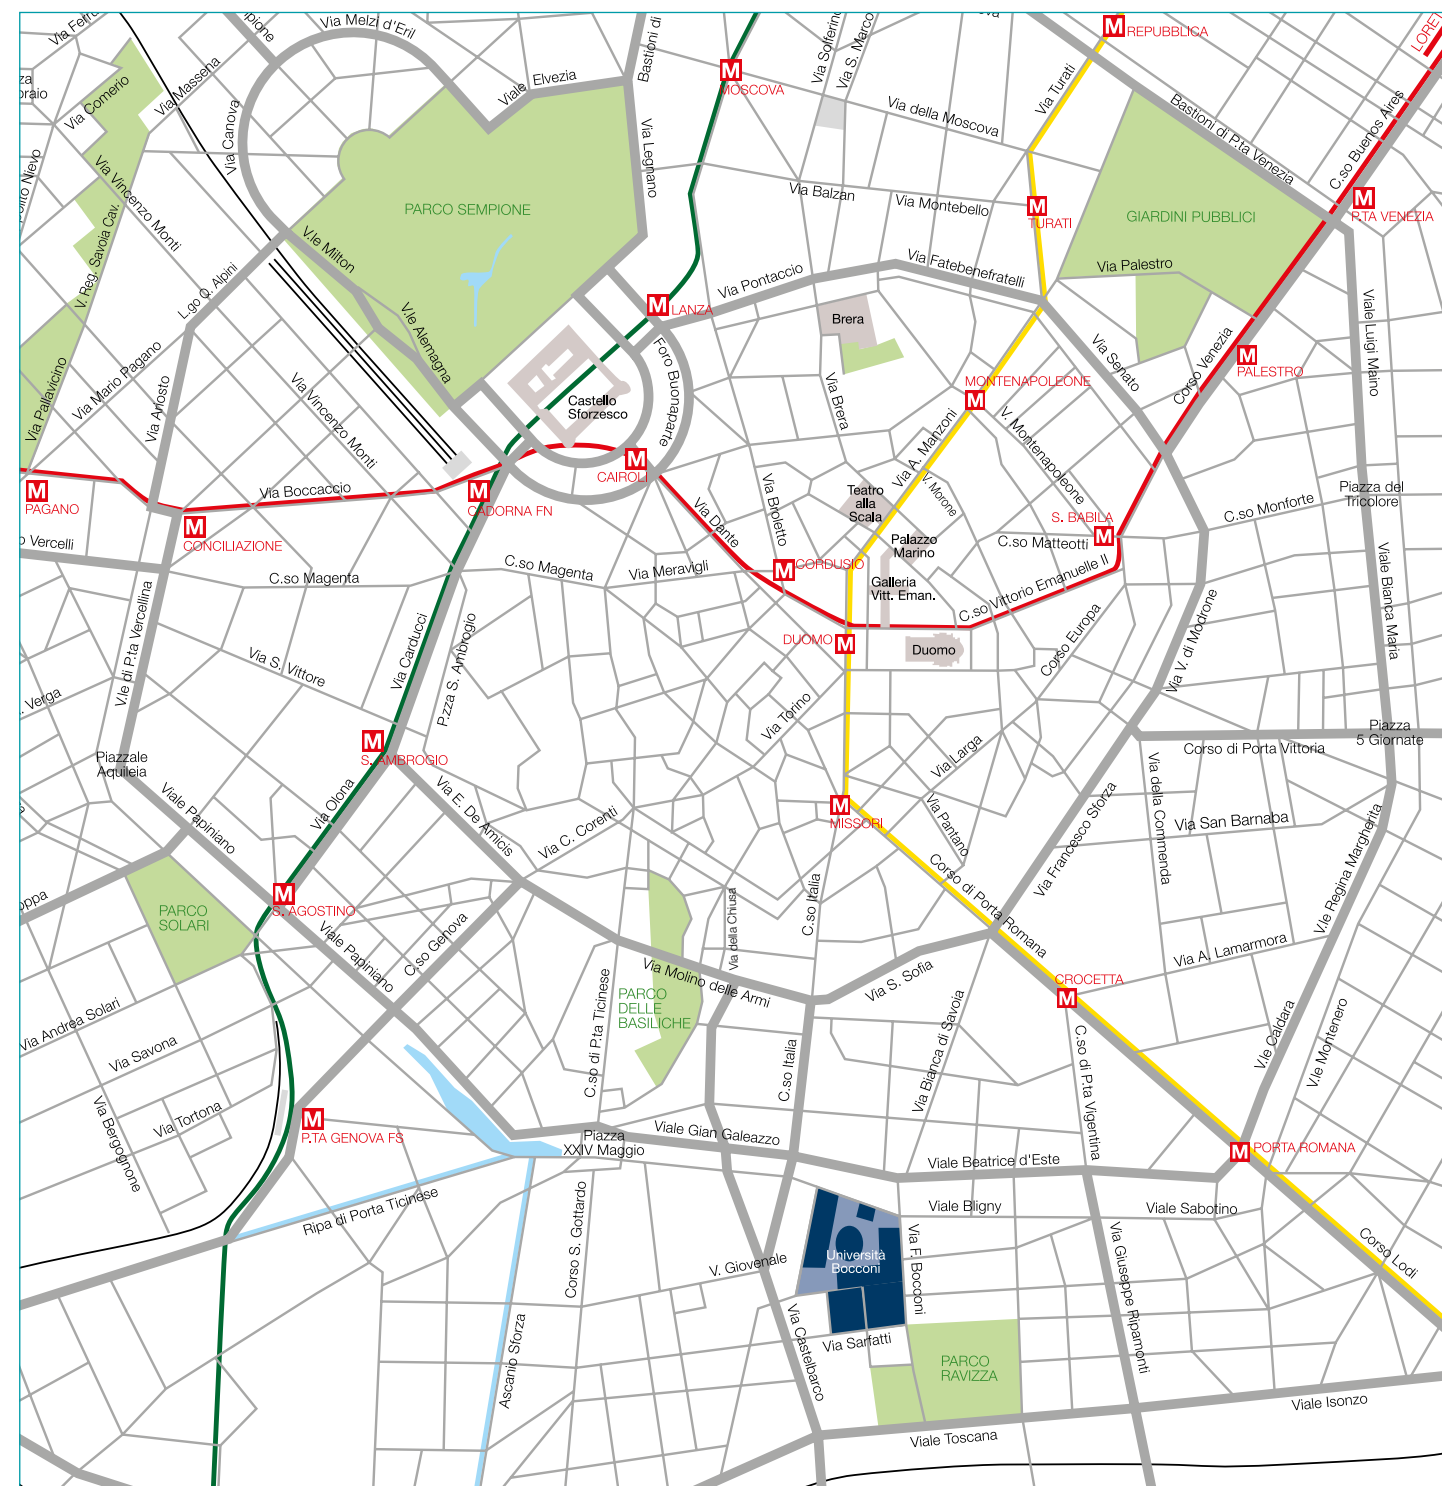 Via Melzi d'Eril
Bastioni di
Via Solferino
Via S. Marco
M REPUBBLICA
Via Massena
Via Comerio
Viale Elvezia
M
MOSCOVA
Via Turati
Via della Moscova
Bastioni di P.ta Venezia
C.so Buenos Aires
Via Canova
Via Legnano
Via Vincenzo Monti
V. Reg. Savoia Cav.
PARCO SEMPIONE
Via Balzan
Via Montebello
M
TURATI
GIARDINI PUBBLICI
M
P.TA VENEZIA
V.le Milton
L.go Q. Alpini
Via Pontaccio
Via Fatebenefratelli
Via Palestro
V.le Alemagna
M LANZA
Brera
Viale Luigi Maino
Foro Buonaparte
Via Senato
Corso Venezia
M
PALESTRO
Via Pallavicino
Via Mario Pagano
Via Ariosto
Via Vincenzo Monti
Castello
Sforzesco
Via Brera
MONTENAPOLEONE
M
V. Montenapoleone
Via A. Manzoni
V. Morone
M
PAGANO
Via Boccaccio
M
CADORNA FN
M
CAIROLI
Via Dante
Via Broletto
Teatro
alla
Scala
Piazza del
Tricolore
C.so Monforte
S. BABILA
M
M
CONCILIAZIONE
o Vercelli
C.so Magenta
C.so Magenta
Via Meravigli
M CORDUSIO
Palazzo
Marino
C.so Matteotti
Galleria
Vitt. Eman.
C.so Vittorio Emanuelle II
Via Bianca Maria
V.le di P.ta Vercellina
Via S. Vittore
Via Carducci
P.zza S. Ambrogio
DUOMO M
Duomo
Corso Europa
Via V. di Modrone
. Verga
Via Torino
M
S. AMBROGIO
Piazzale
Aquileia
Via Larga
Piazza
5 Giornate
Corso di Porta Vittoria
Viale Papiniano
Via Olona
Via E. De Amicis
Via C. Corenti
M
MISSORI
Via Pantano
Via Francesco Sforza
Via della Commenda
Via San Barnaba
V.le Regina Margherita
oppa
PARCO
SOLARI
M
S. AGOSTINO
Viale Papiniano
C.so Genova
Via della Chiusa
C.so Italia
Corso di Porta Romana
Via A. Lamarmora
Via Molino delle Armi
Via S. Sofia
CROCETTA
M
PARCO
DELLE
BASILICHE
C.so di P.ta Ticinese
Via Andrea Solari
Via Savona
Via Bergognone
Via Tortona
C.so Italia
Via Bianca di Savoia
C.so di P.ta Vigentina
V.le Caldara
V.le Montenero
M
P.TA GENOVA FS
Piazza
XXIV Maggio
Viale Gian Galeazzo
Viale Beatrice d'Este
M PORTA ROMANA
Ripa di Porta Ticinese
Corso S. Gottardo
Viale Bligny
Viale Sabotino
V. Giovenale
Università
Bocconi
Via F. Bocconi
Via Giuseppe Ripamonti
Corso Lodi
Ascanio Sforza
Via Castelbarco
Via Sarfatti
PARCO
RAVIZZA
Viale Toscana
Viale Isonzo